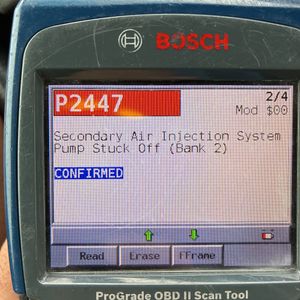 BOSCH
P2447
2/4
Mod $00
Secondary Air Injection System
Pump Stuck Off (Bank 2)
CONFIRMED
Read Erase fFrame
ProGrade OBD II Scan Tool